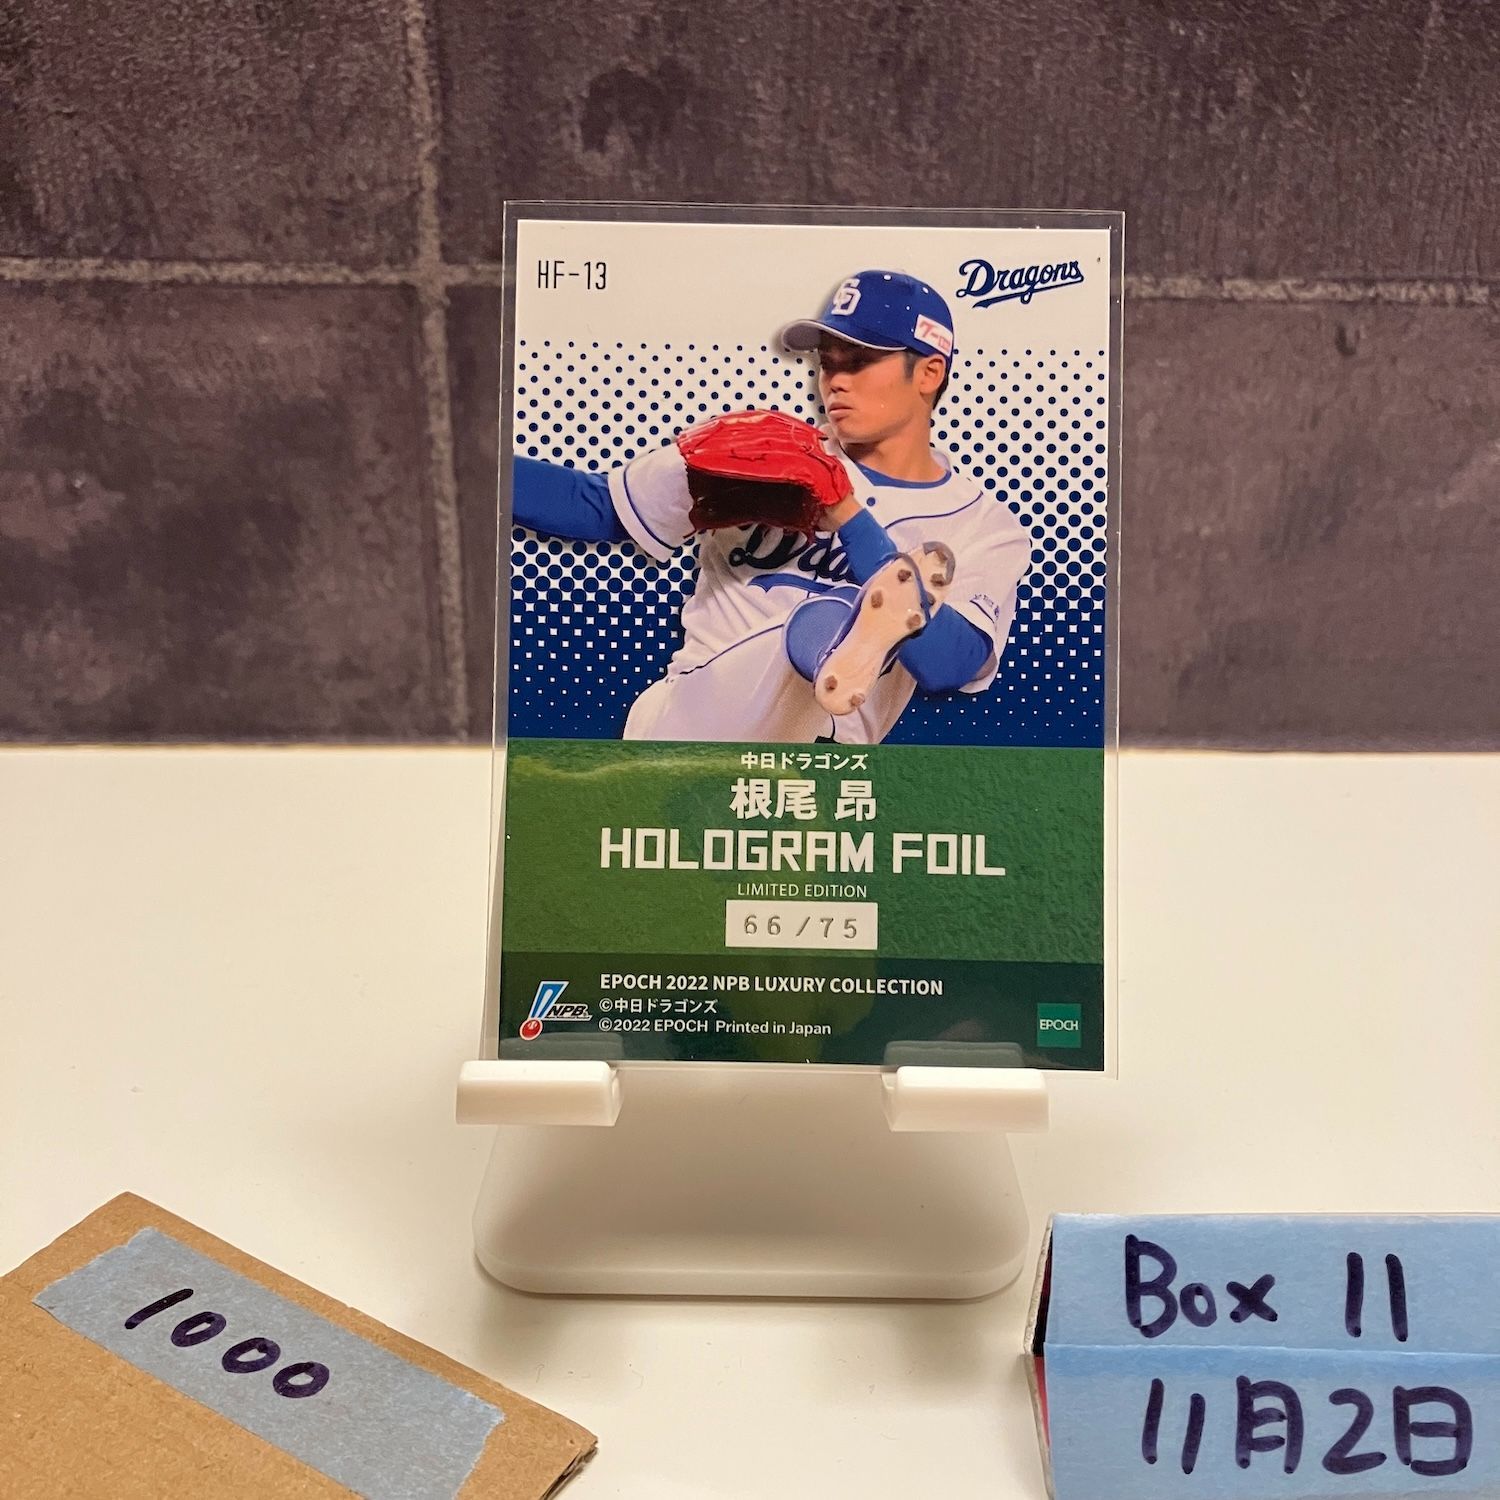 HF-13
Dragons
CD
中日ドラゴンズ
根尾 昂
HOLOGRAM FOIL
LIMITED EDITION
66/75
EPOCH 2022 NPB LUXURY COLLECTION
NPB
©中日ドラゴンズ
©2022 EPOCH Printed in Japan
EPOCH
1000
Box 11
11月2日